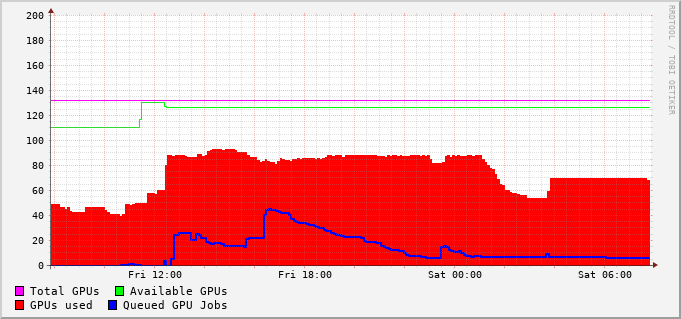 200
180
160
140
120
100
80
60
40
20
0
Fri 12:00 Fri 18:00 Sat 00:00 Sat 06:00
Total GPUs Available GPUs
GPUs used Queued GPU Jobs
RRDTOOL / TOBI OETIKER